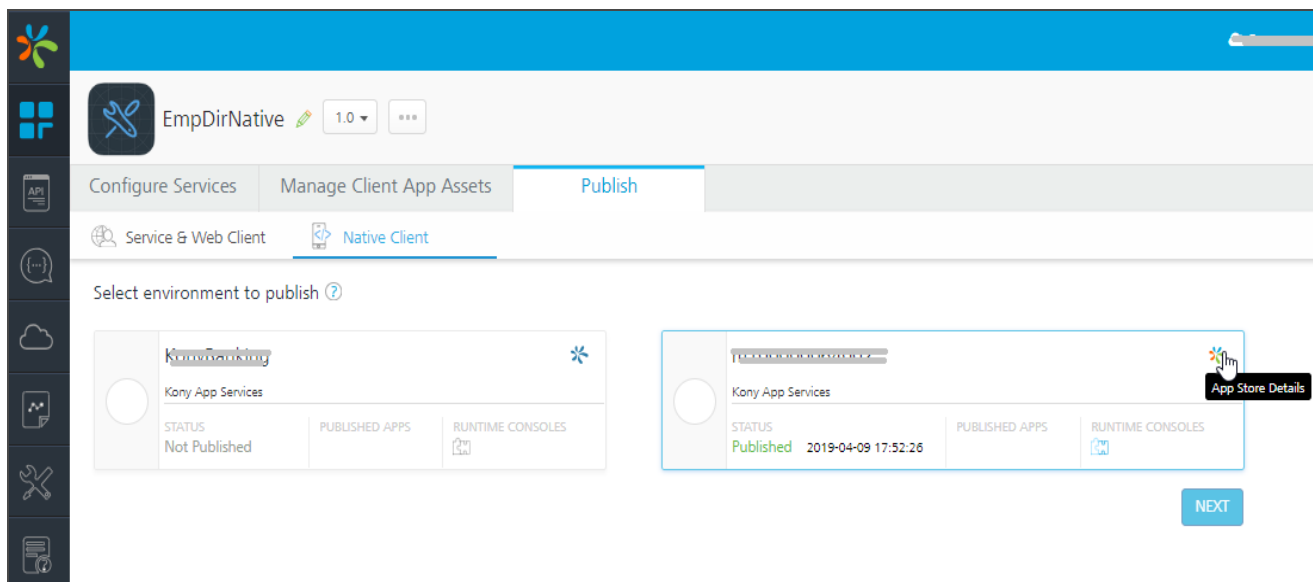 EmpDirNative 1.0
Configure Services Manage Client App Assets Publish
API
Service & Web Client Native Client
{...}
Select environment to publish ?
Kony App Services
STATUS PUBLISHED APPS RUNTIME CONSOLES
Not Published
App Store Details
Kony App Services
STATUS PUBLISHED APPS RUNTIME CONSOLES
Published 2019-04-09 17:52:26
NEXT